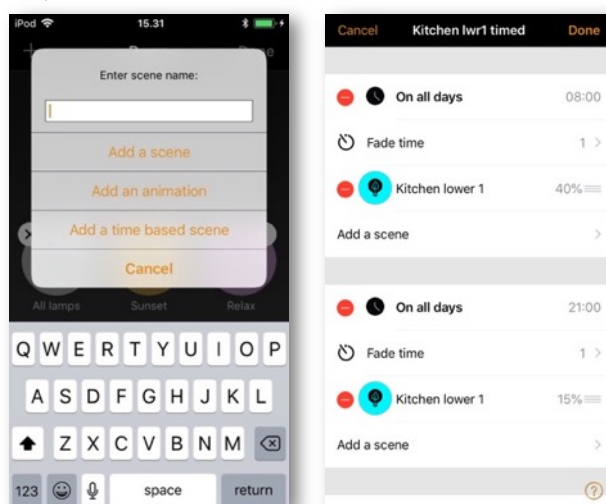 iPod 15.31
Enter scene name:
Add a scene
Add an animation
Add a time based scene
Cancel
All lamps Sunset Relax
Q W E R T Y U I O P
A S D F G H J K L
Z X C V B N M
123 space return
Cancel Kitchen lwr1 timed Done
On all days 08:00
Fade time 1 >
Kitchen lower 1 40%
Add a scene >
On all days 21:00
Fade time 1 >
Kitchen lower 1 15%
Add a scene >
?